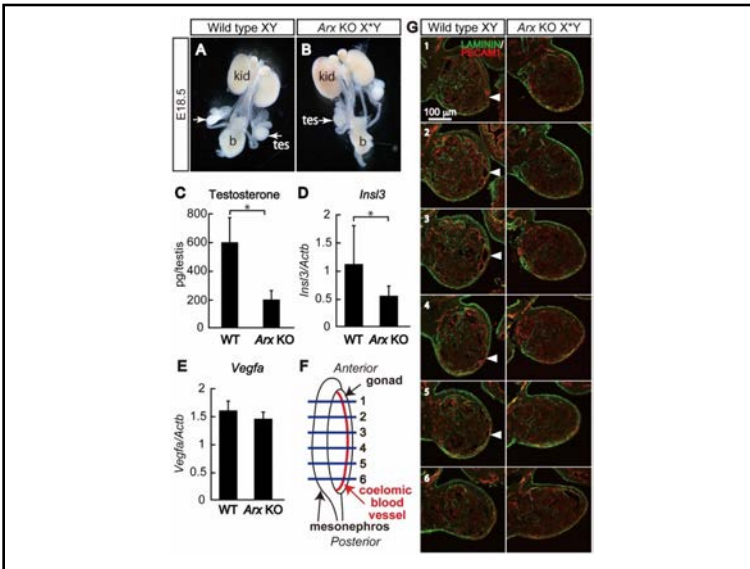 Wild type XY
Arx KO X*Y
E18.5
A
kid
b
tes
B
kid
tes
b
C
Testosterone
*
pg/testis
800
600
400
200
0
WT
Arx KO
D
Insl3
*
Insl3/Actb
2
1.5
1
0.5
0
WT
Arx KO
E
Vegfa
Vegfa/Actb
2
1.5
1
0.5
0
WT
Arx KO
F
Anterior
gonad
1
2
3
4
5
6
coelomic
blood
vessel
mesonephros
Posterior
G
Wild type XY
Arx KO X*Y
1
LAMININ/
PECAM1
100 µm
2
3
4
5
6